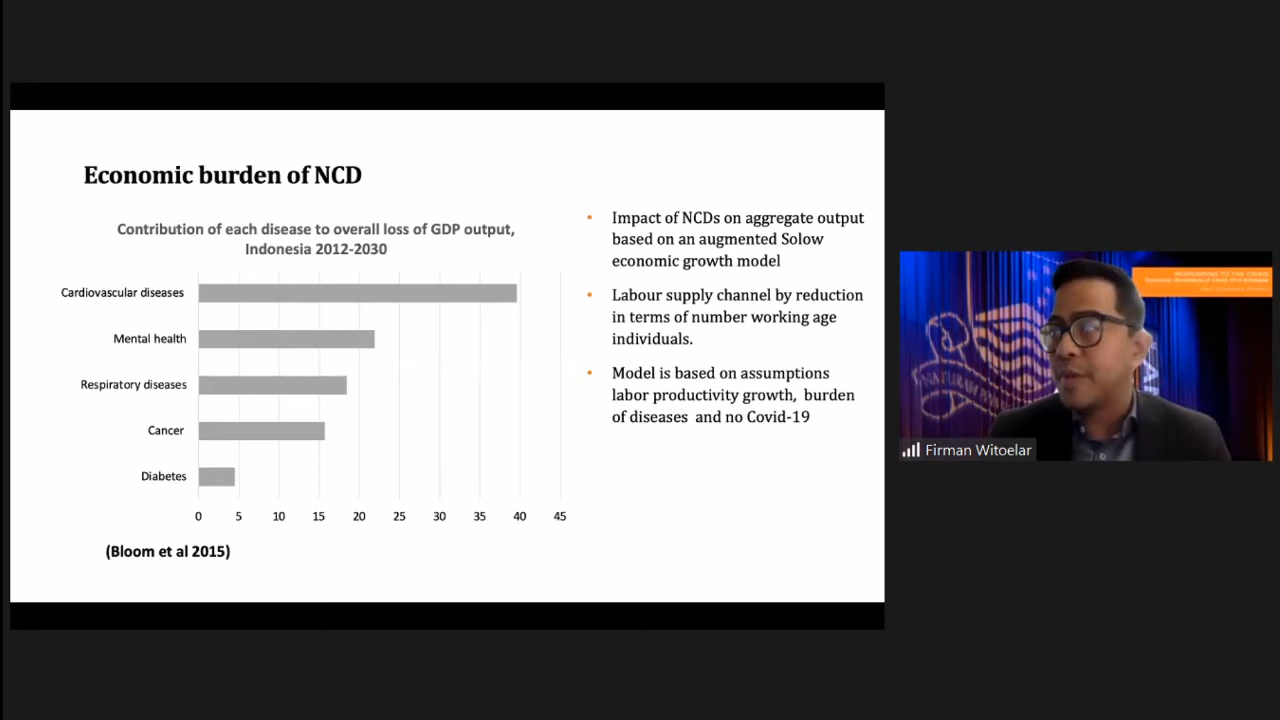 Economic burden of NCD
Contribution of each disease to overall loss of GDP output,
Indonesia 2012-2030
Cardiovascular diseases
Mental health
Respiratory diseases
Cancer
Diabetes
0 5 10 15 20 25 30 35 40 45
(Bloom et al 2015)
• Impact of NCDs on aggregate output
based on an augmented Solow
economic growth model
• Labour supply channel by reduction
in terms of number working age
individuals.
• Model is based on assumptions
labor productivity growth, burden
of diseases and no Covid-19
RESPONDING TO THE CRISIS
Firman Witoelar